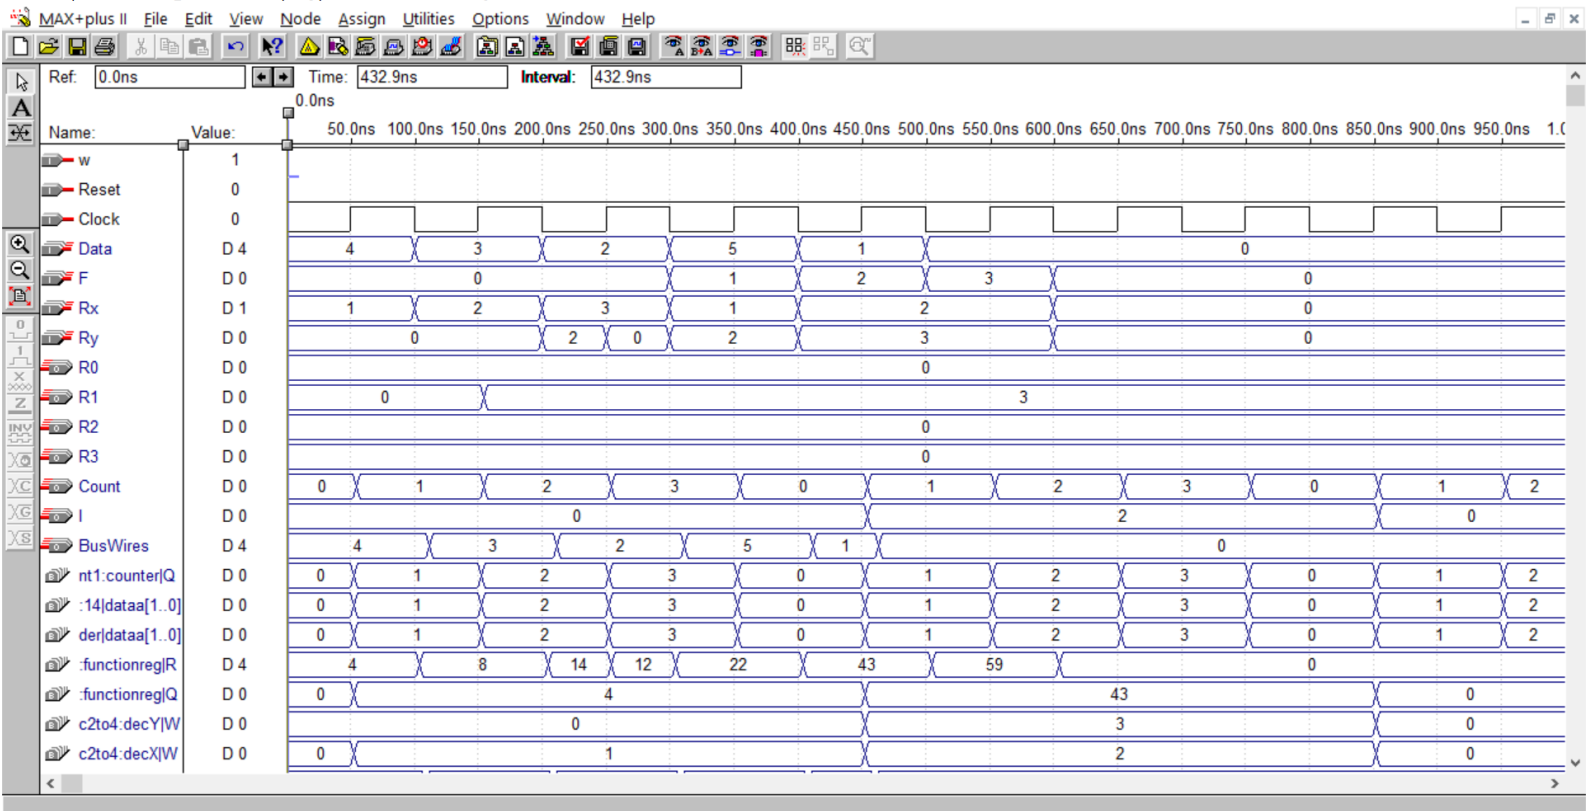 MAX+plus II File Edit View Node Assign Utilities Options Window Help
Ref: 0.0ns Time: 432.9ns Interval: 432.9ns
0.0ns
Name: Value: 50.0ns 100.0ns 150.0ns 200.0ns 250.0ns 300.0ns 350.0ns 400.0ns 450.0ns 500.0ns 550.0ns 600.0ns 650.0ns 700.0ns 750.0ns 800.0ns 850.0ns 900.0ns 950.0ns 1.0
w 1
Reset 0
Clock 0
Data D 4 4 3 2 5 1 0
F D 0 0 1 2 3 0
Rx D 1 1 2 3 1 2 0
Ry D 0 0 2 0 2 3 0
R0 D 0 0
R1 D 0 0 3
R2 D 0 0
R3 D 0 0
Count D 0 0 1 2 3 0 1 2 3 0 1 2
I D 0 0 2 0
BusWires D 4 4 3 2 5 1 0
nt1:counter|Q D 0 0 1 2 3 0 1 2 3 0 1 2
:14|dataa[1..0] D 0 0 1 2 3 0 1 2 3 0 1 2
der|dataa[1..0] D 0 0 1 2 3 0 1 2 3 0 1 2
:functionreg|R D 4 4 8 14 12 22 43 59 0
:functionreg|Q D 0 0 4 43 0
c2to4:decY|W D 0 0 3 0
c2to4:decX|W D 0 0 1 2 0